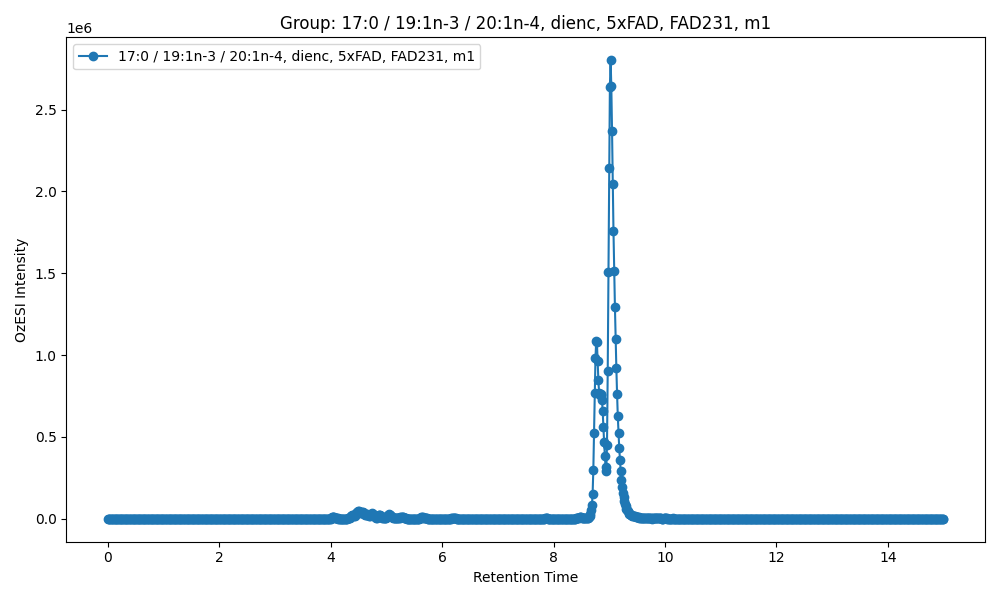 Group: 17:0 / 19:1n-3 / 20:1n-4, dienc, 5xFAD, FAD231, m1
1e6
17:0 / 19:1n-3 / 20:1n-4, dienc, 5xFAD, FAD231, m1
2.5
2.0
1.5
1.0
0.5
0.0
OzESI Intensity
0 2 4 6 8 10 12 14
Retention Time